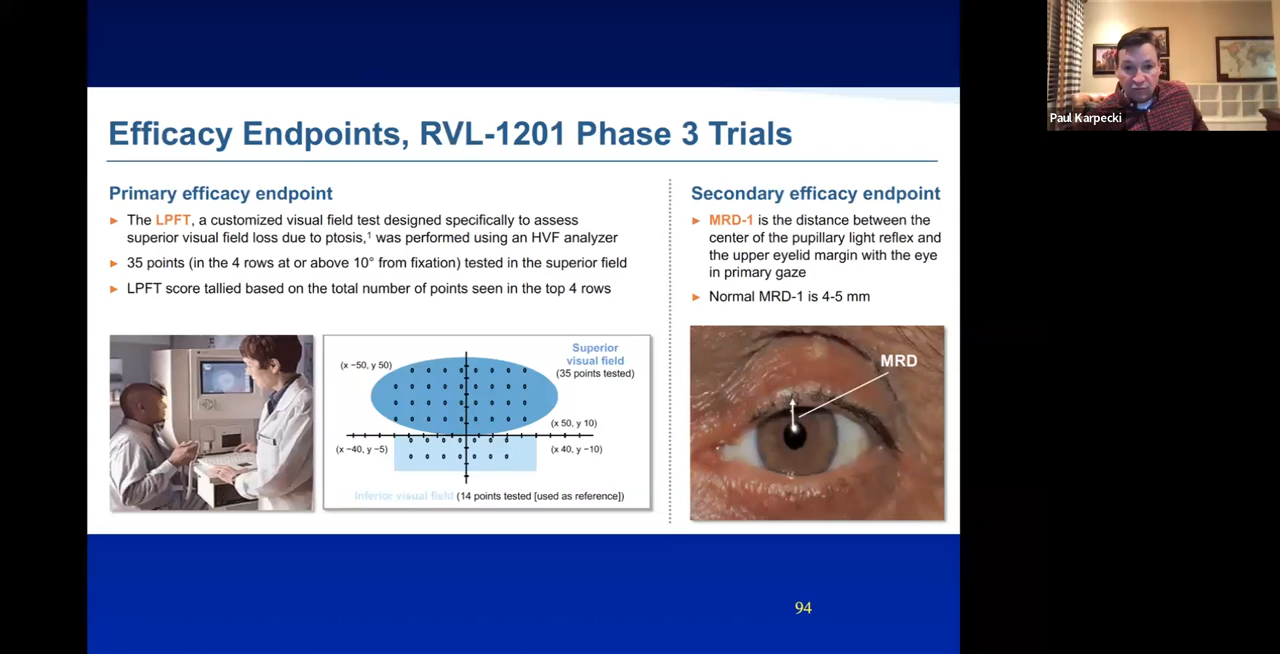 Efficacy Endpoints, RVL-1201 Phase 3 Trials
Primary efficacy endpoint
► The LPFT, a customized visual field test designed specifically to assess
superior visual field loss due to ptosis,¹ was performed using an HVF analyzer
► 35 points (in the 4 rows at or above 10° from fixation) tested in the superior field
► LPFT score tallied based on the total number of points seen in the top 4 rows
(x −50, y 50)
Superior
visual field
(35 points tested)
(x 50, y 10)
(x −40, y −5)
(x 40, y −10)
Inferior visual field (14 points tested [used as reference])
Secondary efficacy endpoint
► MRD-1 is the distance between the
center of the pupillary light reflex and
the upper eyelid margin with the eye
in primary gaze
► Normal MRD-1 is 4-5 mm
MRD
94
Paul Karpecki